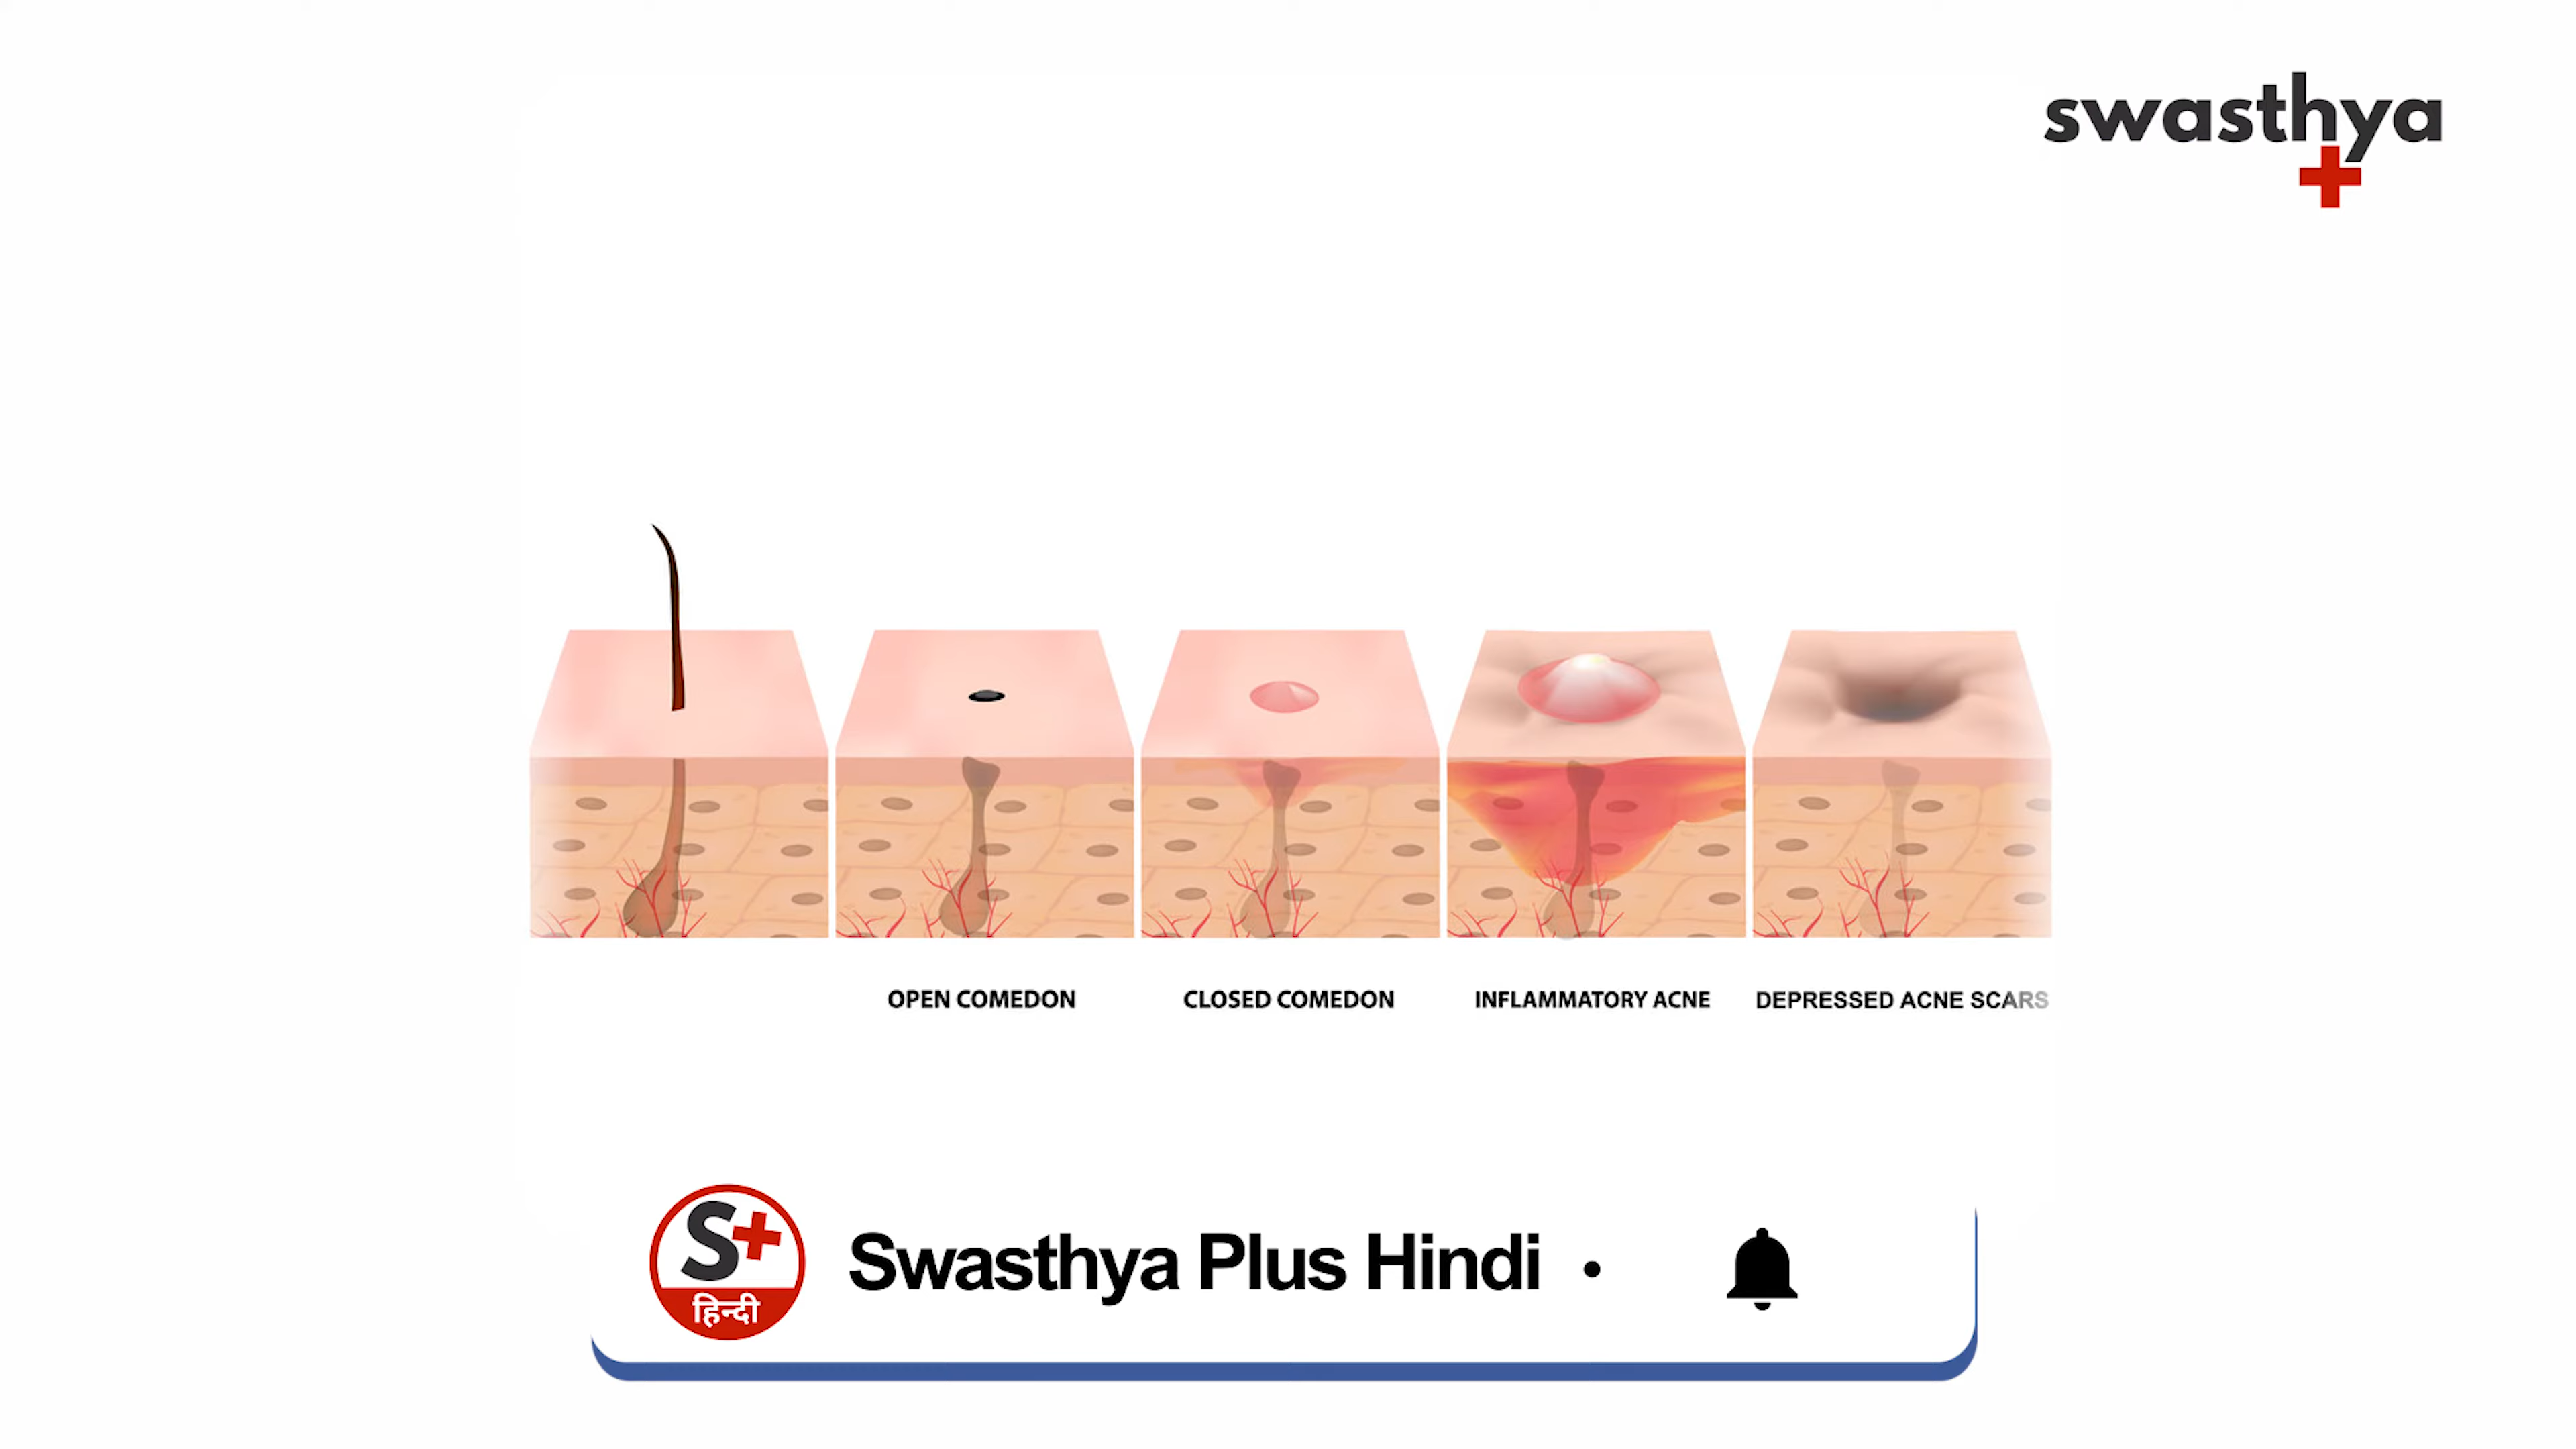 swasthya
OPEN COMEDON
CLOSED COMEDON
INFLAMMATORY ACNE
DEPRESSED ACNE SCARS
S+
हिन्दी
Swasthya Plus Hindi •